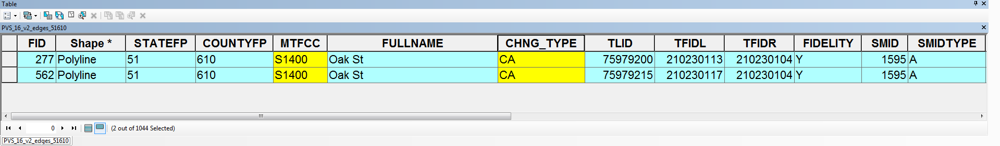 Table
PVS_16_v2_edges_51610
FID Shape * STATEFP COUNTYFP MTFCC FULLNAME CHNG_TYPE TLID TFIDL TFIDR FIDELITY SMID SMIDTYPE
277 Polyline 51 610 S1400 Oak St CA 75979200 210230113 210230104 Y 1595 A
562 Polyline 51 610 S1400 Oak St CA 75979215 210230117 210230104 Y 1595 A
0 (2 out of 1044 Selected)
PVS_16_v2_edges_51610